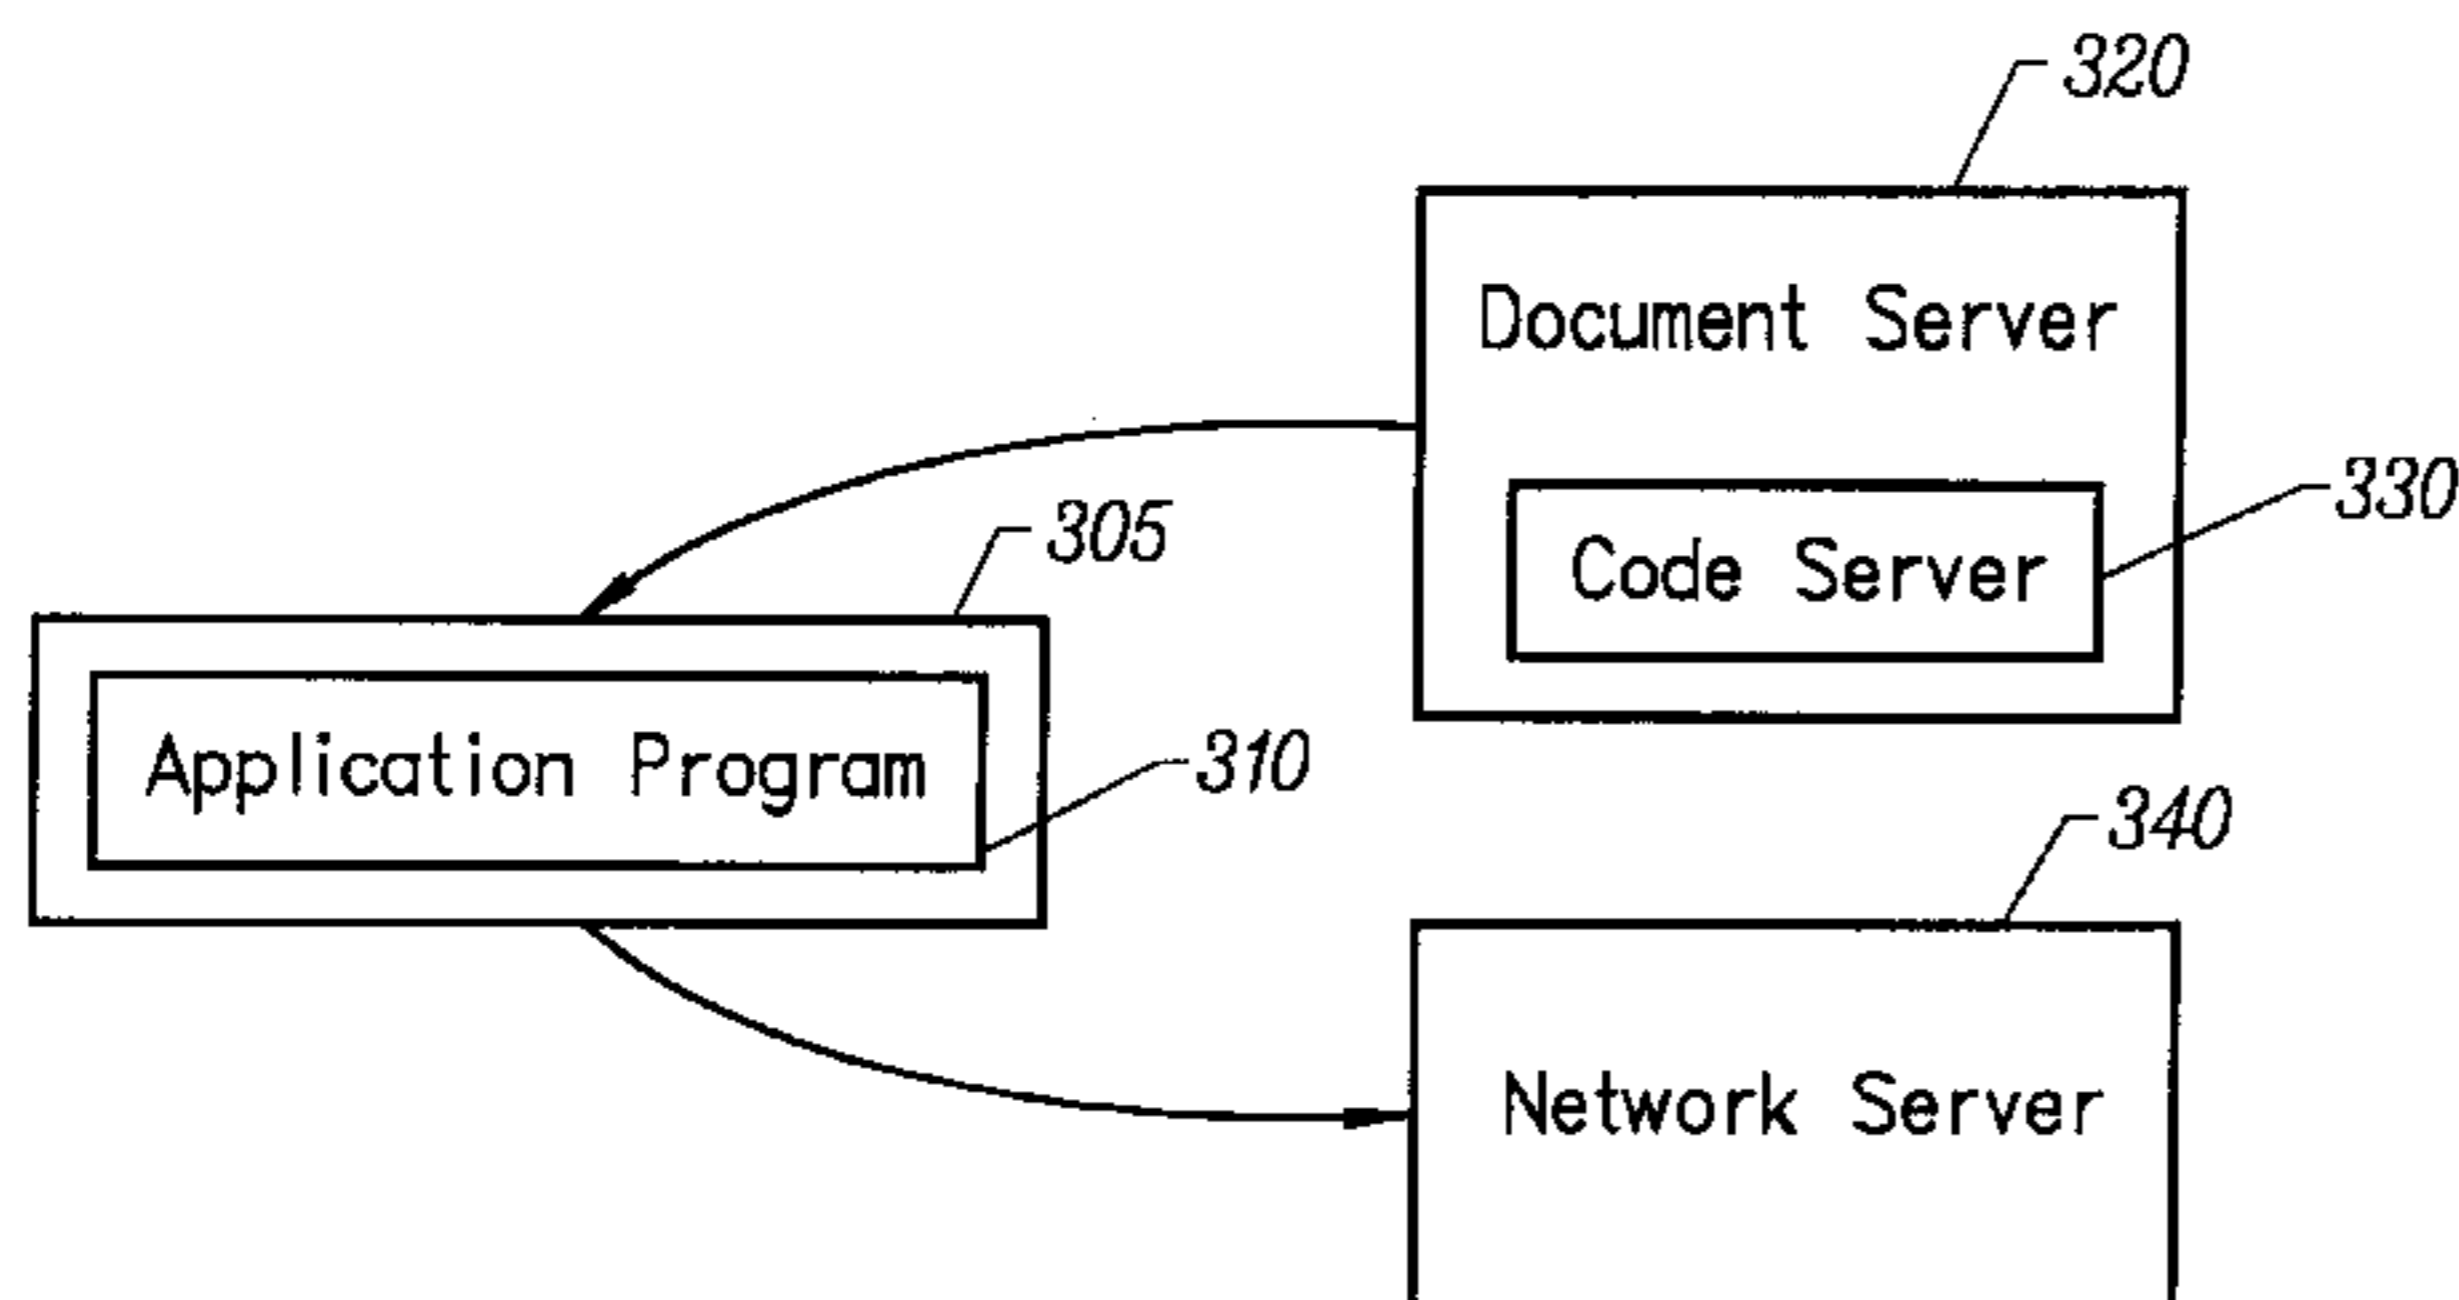 320
Document Server
330
305
Code Server
310
Application Program
340
Network Server